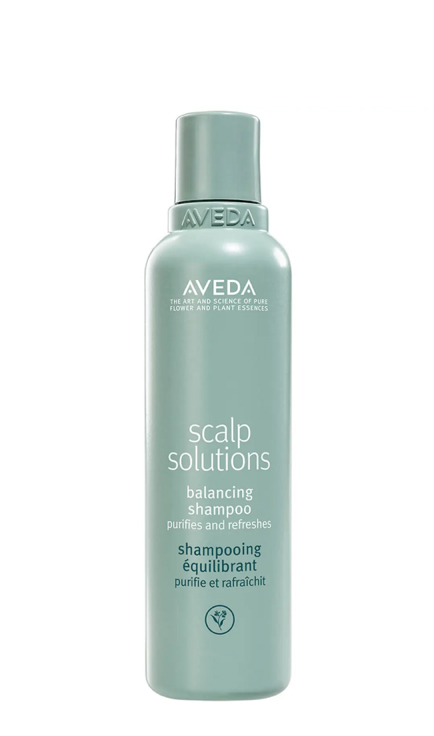 AVEDA
AVEDA
THE ART AND SCIENCE OF PURE
FLOWER AND PLANT ESSENCES
scalp
solutions
balancing
shampoo
purifies and refreshes
shampooing
équilibrant
purifie et rafraîchit